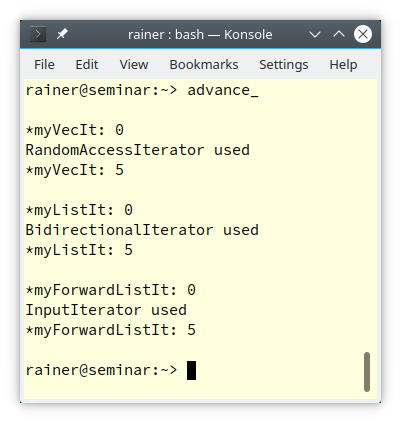 rainer : bash — Konsole
File Edit View Bookmarks Settings Help
rainer@seminar:~> advance_
*myVecIt: 0
RandomAccessIterator used
*myVecIt: 5
*myListIt: 0
BidirectionalIterator used
*myListIt: 5
*myForwardListIt: 0
InputIterator used
*myForwardListIt: 5
rainer@seminar:~>